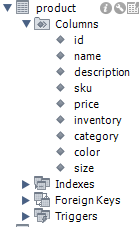 product
Columns
id
name
description
sku
price
inventory
category
color
size
Indexes
Foreign Keys
Triggers